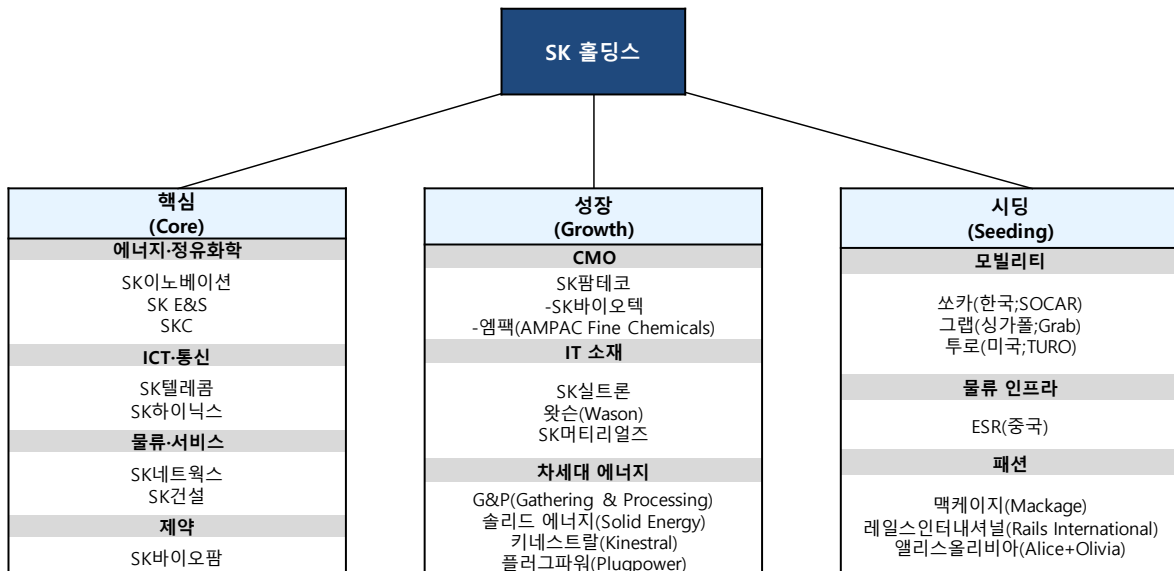 SK 홀딩스
핵심
(Core)
에너지·정유화학
SK이노베이션
SK E&S
SKC
ICT·통신
SK텔레콤
SK하이닉스
물류·서비스
SK네트웍스
SK건설
제약
SK바이오팜
성장
(Growth)
CMO
SK팜테코
-SK바이오텍
-엠팩(AMPAC Fine Chemicals)
IT 소재
SK실트론
왓슨(Wason)
SK머티리얼즈
차세대 에너지
G&P(Gathering & Processing)
솔리드 에너지(Solid Energy)
키네스트랄(Kinestral)
플러그파워(Plugpower)
시딩
(Seeding)
모빌리티
쏘카(한국;SOCAR)
그랩(싱가폴;Grab)
투로(미국;TURO)
물류 인프라
ESR(중국)
패션
맥케이지(Mackage)
레일스인터내셔널(Rails International)
앨리스올리비아(Alice+Olivia)